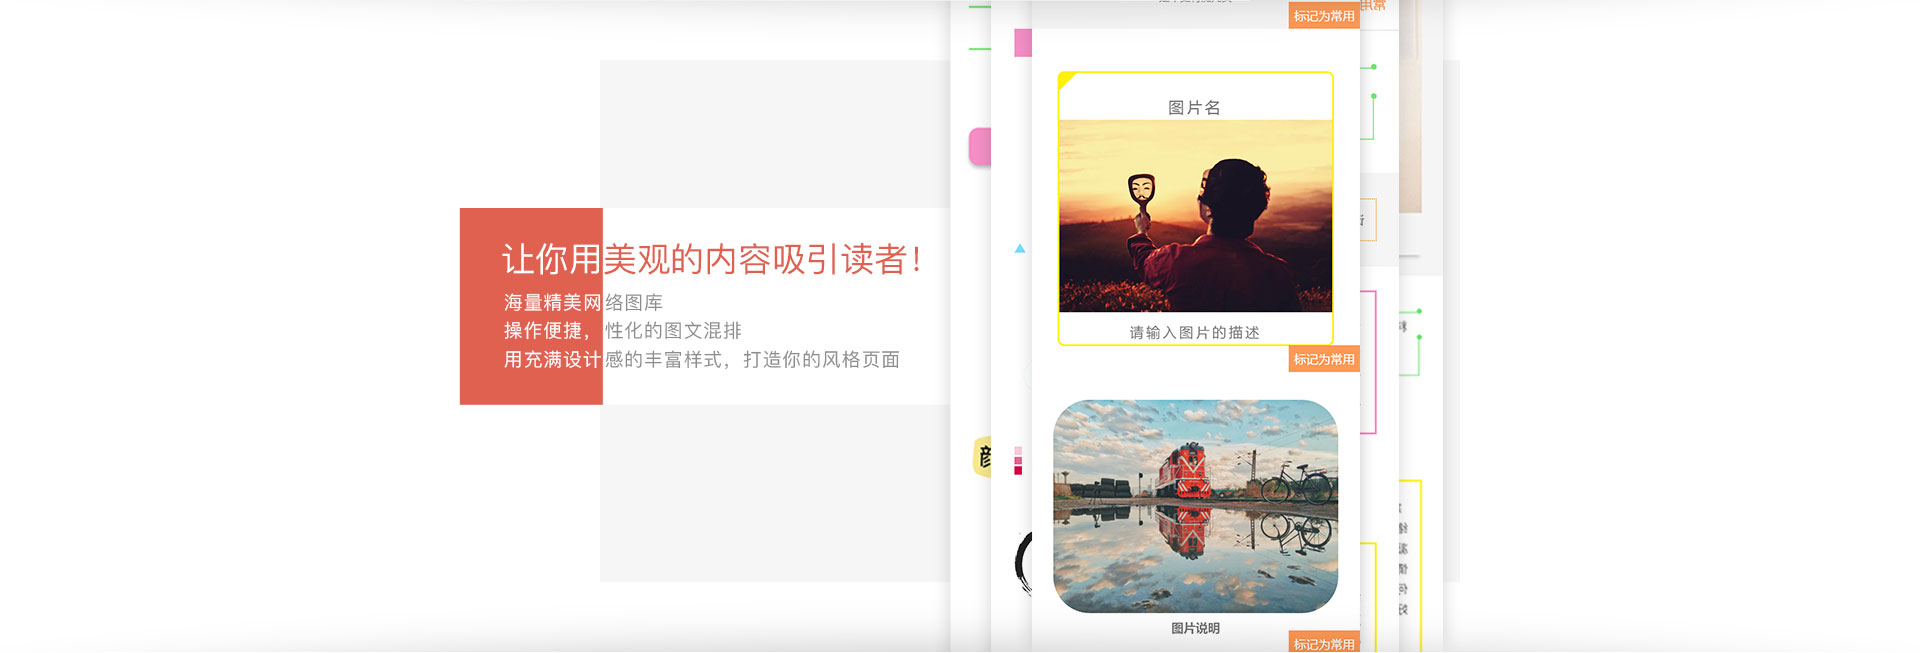 让你用美观的内容吸引读者！
海量精美网络图库
操作便捷，性化的图文混排
用充满设计感的丰富样式，打造你的风格页面
标记为常用
图片名
请输入图片的描述
标记为常用
图片说明
标记为常用
颜